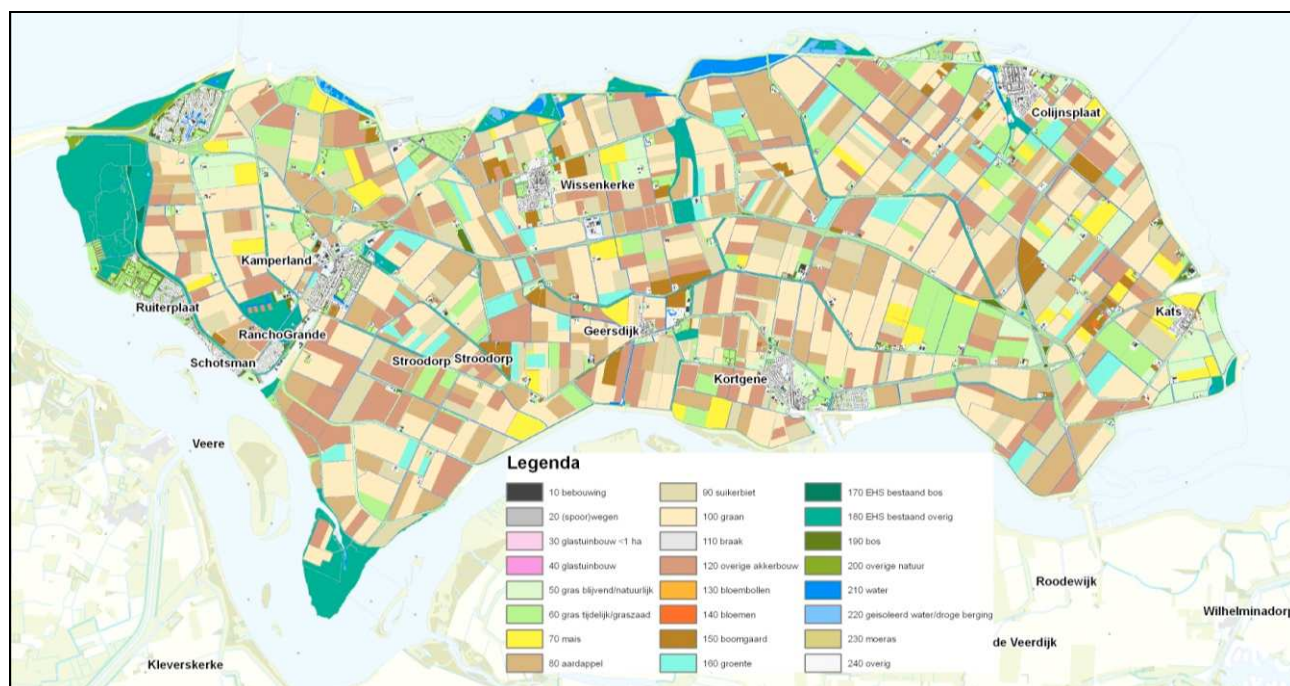 Colijnsplaat
Wissenkerke
Kamperland
Ruiterplaat
RanchoGrande
Geersdijk
Kats
Schotsman
Stroodorp
Stroodorp
Kortgene
Veere
Roodewijk
Wilhelminadorp
de Veerdijk
Kleverskerke
Legenda
10 bebouwing
20 (spoor)wegen
30 glastuinbouw <1 ha
40 glastuinbouw
50 gras blijvend/natuurlijk
60 gras tijdelijk/graszaad
70 mais
80 aardappel
90 suikerbiet
100 graan
110 braak
120 overige akkerbouw
130 bloembollen
140 bloemen
150 boomgaard
160 groente
170 EHS bestaand bos
180 EHS bestaand overig
190 bos
200 overige natuur
210 water
220 geisoleerd water/droge berging
230 moeras
240 overig